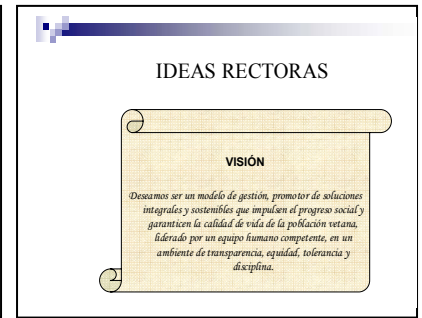 IDEAS RECTORAS
VISIÓN
Deseamos ser un modelo de gestión, promotor de soluciones
integrales y sostenibles que impulsen el progreso social y
garanticen la calidad de vida de la población vetana,
liderado por un equipo humano competente, en un
ambiente de transparencia, equidad, tolerancia y
disciplina.